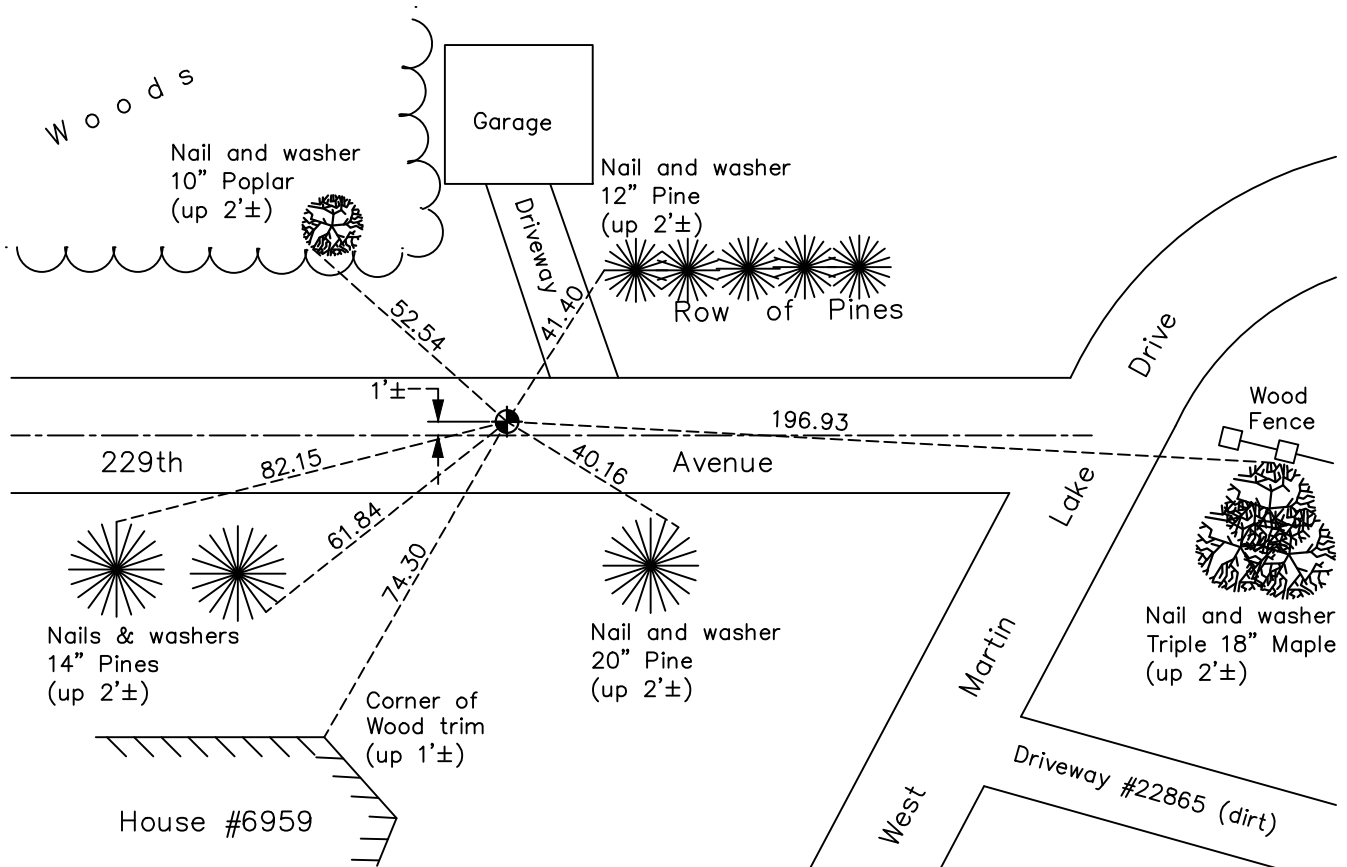 Woods
Garage
Nail and washer
10” Poplar
(up 2’±)
Nail and washer
12” Pine
(up 2’±)
Driveway
Row of Pines
52.54
41.40
1’±
196.93
Drive
Wood
Fence
229th
Avenue
82.15
40.16
61.84
74.30
Lake
Nails & washers
14” Pines
(up 2’±)
Nail and washer
20” Pine
(up 2’±)
Nail and washer
Triple 18” Maple
(up 2’±)
Martin
Corner of
Wood trim
(up 1’±)
House #6959
West
Driveway #22865 (dirt)